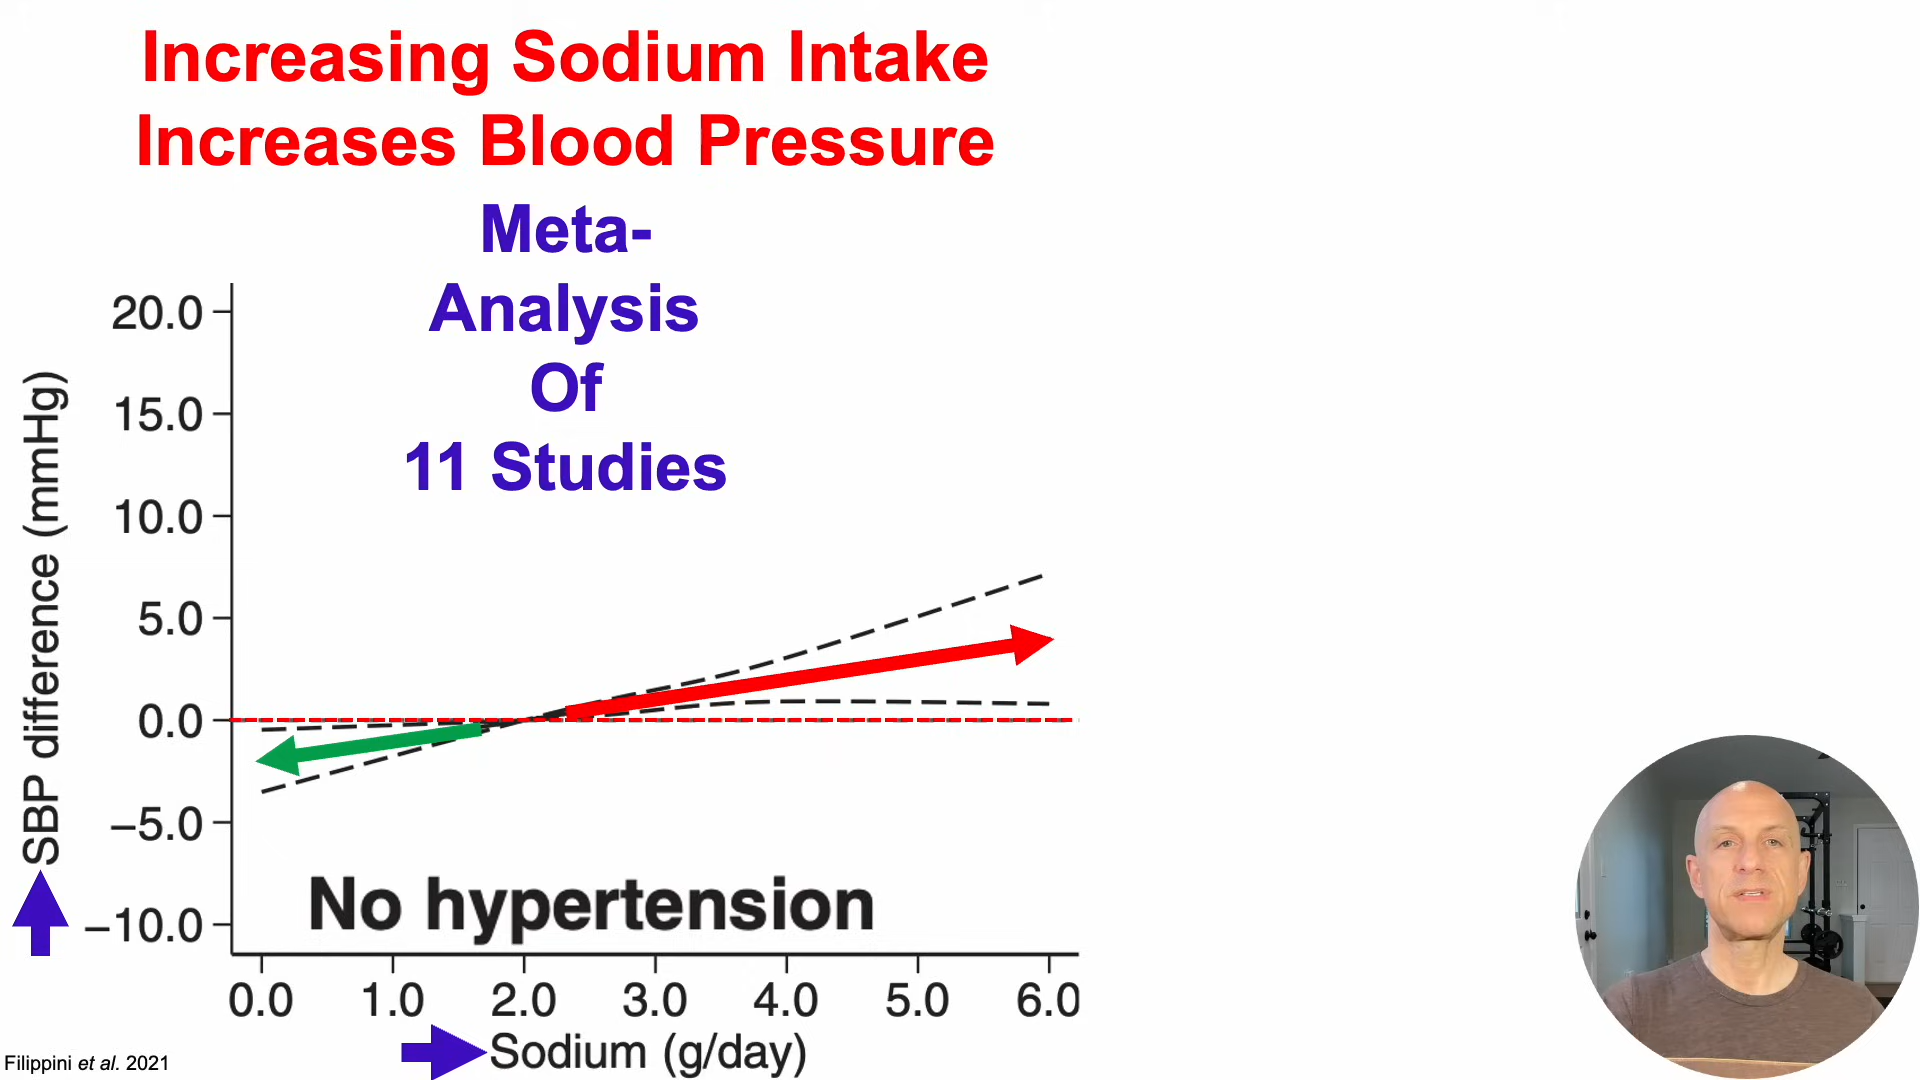 Increasing Sodium Intake
Increases Blood Pressure
Meta-
Analysis
Of
11 Studies
SBP difference (mmHg)
20.0
15.0
10.0
5.0
0.0
−5.0
−10.0
No hypertension
0.0 1.0 2.0 3.0 4.0 5.0 6.0
Sodium (g/day)
Filippini et al. 2021